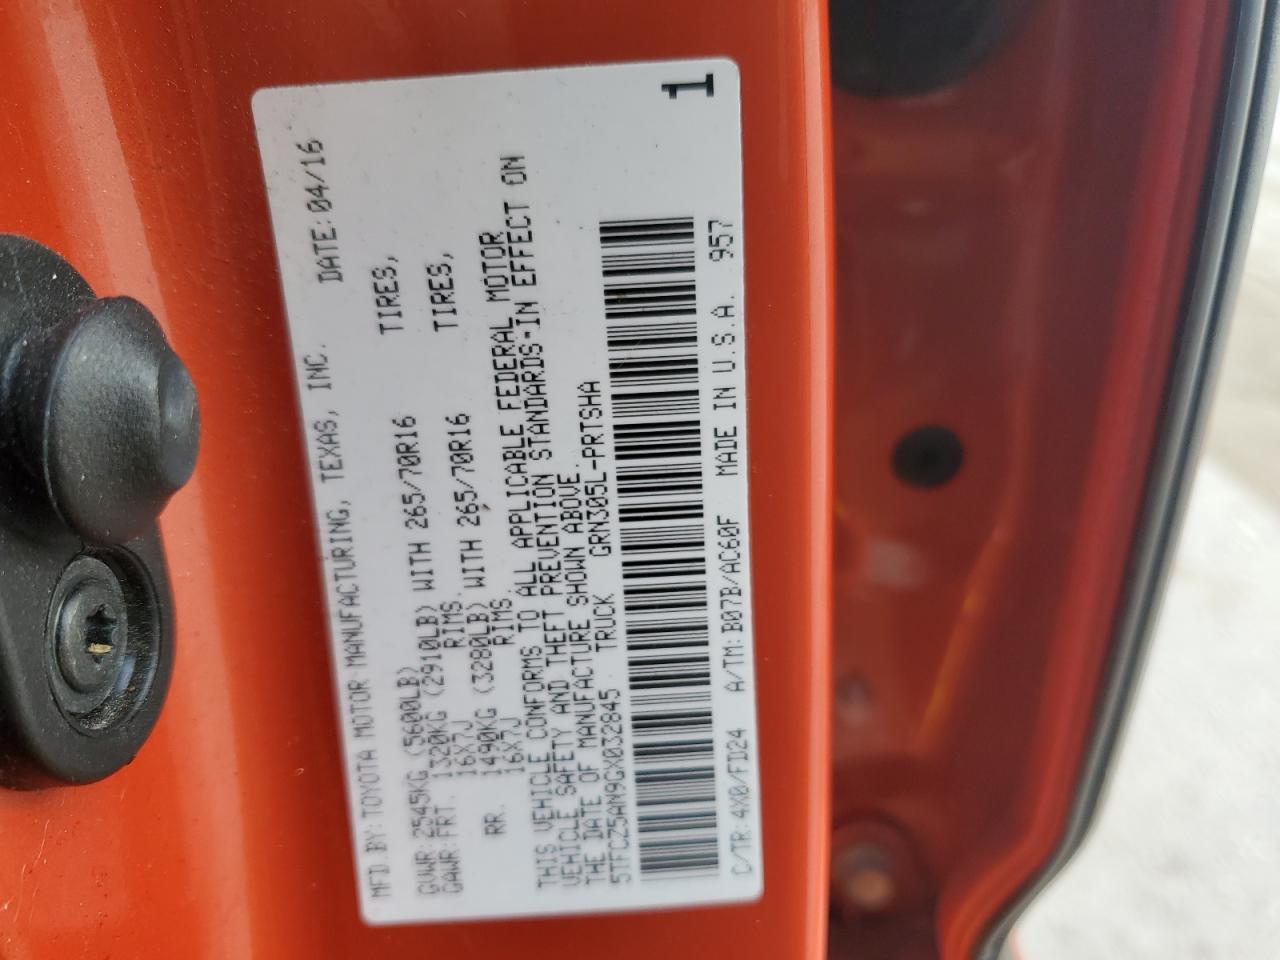 MFD.BY:TOYOTA MOTOR MANUFACTURING, TEXAS, INC. DATE:04/16
GVWR:2545KG (5600LB)
GAWR:FRT. 1320KG (2910LB) WITH 265/70R16 TIRES,
16X7J RIMS.
RR. 1490KG (3280LB) WITH 265/70R16 TIRES,
16X7J RIMS
THIS VEHICLE CONFORMS TO ALL APPLICABLE FEDERAL MOTOR
VEHICLE SAFETY AND THEFT PREVENTION STANDARDS IN EFFECT ON
THE DATE OF MANUFACTURE SHOWN ABOVE.
5TFCZ5AN9GX032845 TRUCK GRN305L-PRTSHA
C/TR:4X0/FD24 A/TM:B07B/AC60F MADE IN U.S.A. 957
1